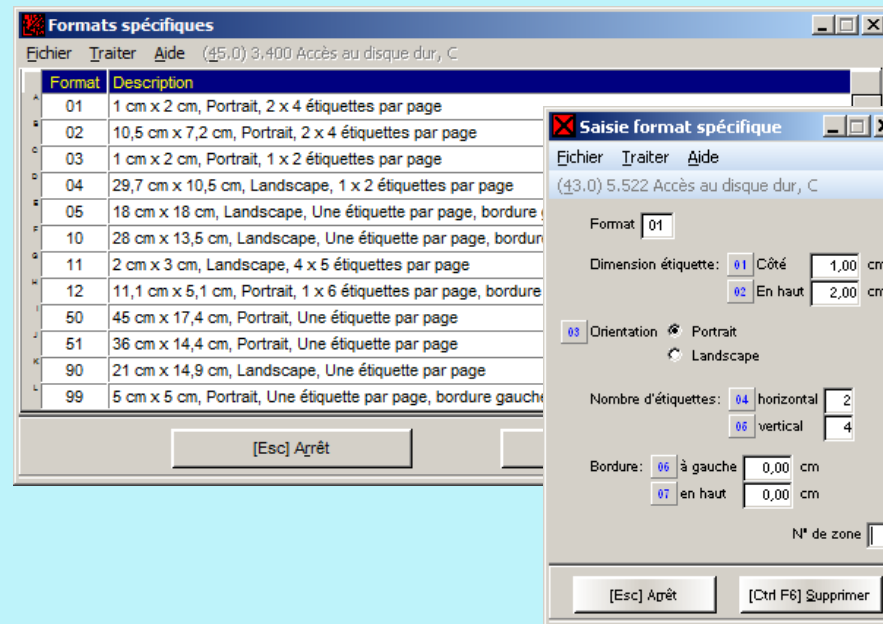 Formats spécifiques
Fichier Traiter Aide (45.0) 3.400 Accès au disque dur, C
Format Description
A 01 1 cm x 2 cm, Portrait, 2 x 4 étiquettes par page
B 02 10,5 cm x 7,2 cm, Portrait, 2 x 4 étiquettes par page
C 03 1 cm x 2 cm, Portrait, 1 x 2 étiquettes par page
D 04 29,7 cm x 10,5 cm, Landscape, 1 x 2 étiquettes par page
E 05 18 cm x 18 cm, Landscape, Une étiquette par page, bordure
F 10 28 cm x 13,5 cm, Landscape, Une étiquette par page, bordur
G 11 2 cm x 3 cm, Landscape, 4 x 5 étiquettes par page
H 12 11,1 cm x 5,1 cm, Portrait, 1 x 6 étiquettes par page, bordure
I 50 45 cm x 17,4 cm, Portrait, Une étiquette par page
J 51 36 cm x 14,4 cm, Portrait, Une étiquette par page
K 90 21 cm x 14,9 cm, Landscape, Une étiquette par page
L 99 5 cm x 5 cm, Portrait, Une étiquette par page, bordure gauche
[Esc] Arrêt
Saisie format spécifique
Fichier Traiter Aide
(43.0) 5.522 Accès au disque dur, C
Format 01
Dimension étiquette: 01 Côté 1,00 cm
02 En haut 2,00 cm
03 Orientation Portrait
Landscape
Nombre d'étiquettes: 04 horizontal 2
05 vertical 4
Bordure: 06 à gauche 0,00 cm
07 en haut 0,00 cm
N° de zone
[Esc] Arrêt [Ctrl F6] Supprimer